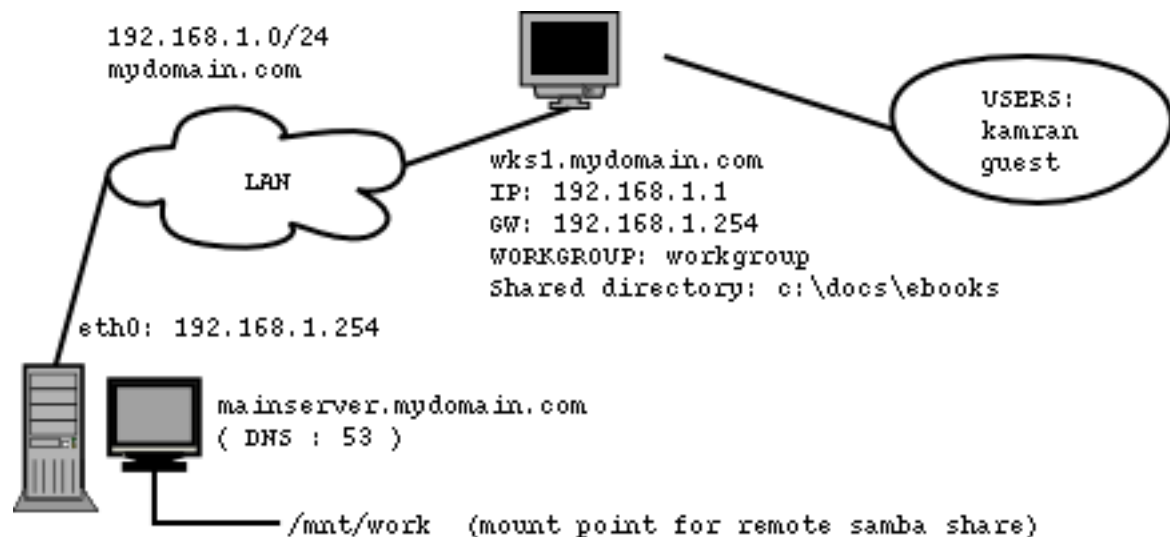 192.168.1.0/24
mydomain.com
LAN
USERS:
kamran
guest
wks1.mydomain.com
IP: 192.168.1.1
GW: 192.168.1.254
WORKGROUP: workgroup
Shared directory: c:\docs\ebooks
eth0: 192.168.1.254
mainserver.mydomain.com
( DNS : 53 )
/mnt/work (mount point for remote samba share)